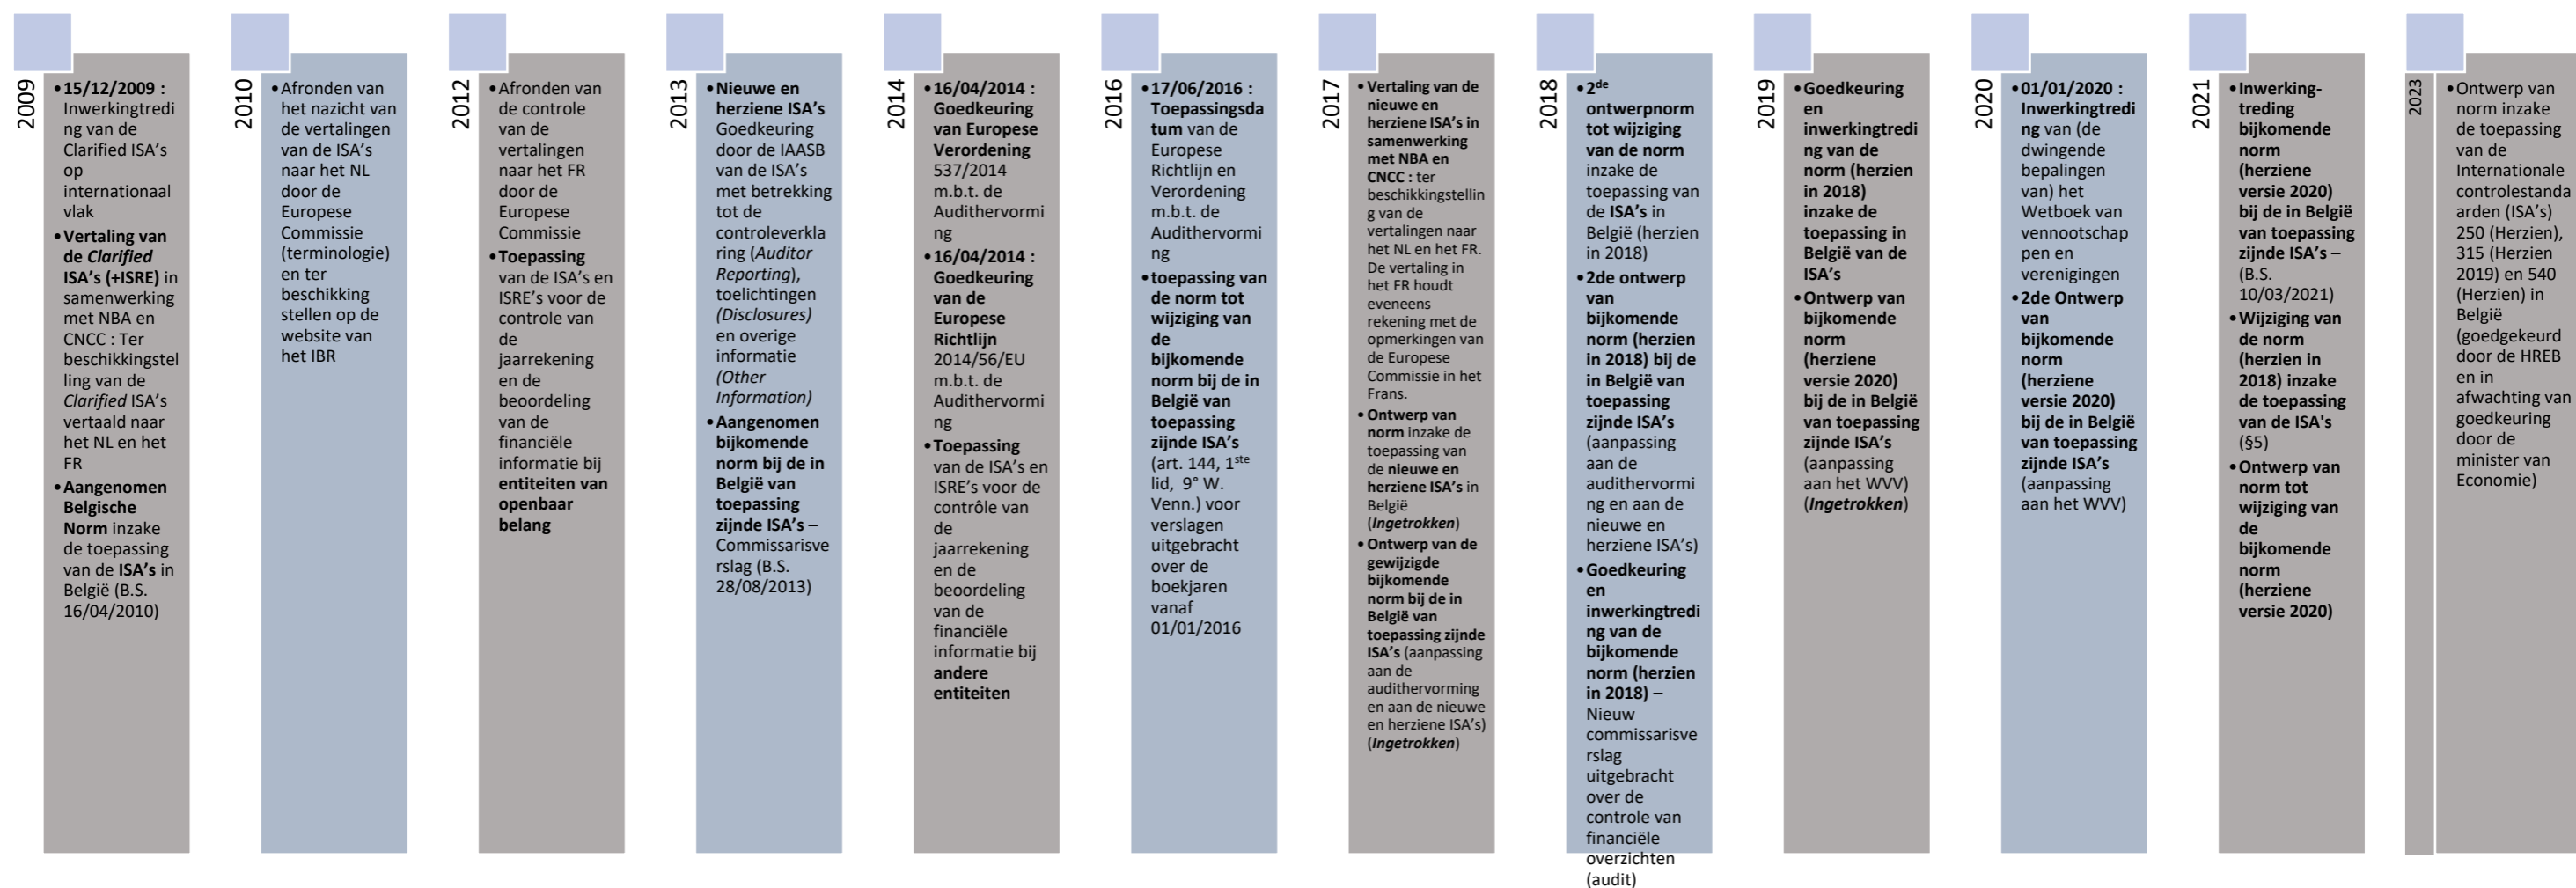 2009
•15/12/2009 :
Inwerkingtredi
ng van de
Clarified ISA’s
op
internationaal
vlak
•Vertaling van
de Clarified
ISA’s (+ISRE) in
samenwerking
met NBA en
CNCC : Ter
beschikkingstel
ling van de
Clarified ISA’s
vertaald naar
het NL en het
FR
•Aangenomen
Belgische
Norm inzake
de toepassing
van de ISA’s in
België (B.S.
16/04/2010)
2010
•Afronden van
het nazicht van
de vertalingen
van de ISA’s
naar het NL
door de
Europese
Commissie
(terminologie)
en ter
beschikking
stellen op de
website van
het IBR
2012
•Afronden van
de controle
van de
vertalingen
naar het FR
door de
Europese
Commissie
•Toepassing
van de ISA’s en
ISRE’s voor de
controle van
de
jaarrekening
en de
beoordeling
van de
financiële
informatie bij
entiteiten van
openbaar
belang
2013
•Nieuwe en
herziene ISA’s
Goedkeuring
door de IAASB
van de ISA’s
met betrekking
tot de
controleverkla
ring (Auditor
Reporting),
toelichtingen
(Disclosures)
en overige
informatie
(Other
Information)
•Aangenomen
bijkomende
norm bij de in
België van
toepassing
zijnde ISA’s –
Commissarisve
rslag (B.S.
28/08/2013)
2014
•16/04/2014 :
Goedkeuring
van Europese
Verordening
537/2014
m.b.t. de
Audithervormi
ng
•16/04/2014 :
Goedkeuring
van de
Europese
Richtlijn
2014/56/EU
m.b.t. de
Audithervormi
ng
•Toepassing
van de ISA’s en
ISRE’s voor de
contrôle van
de
jaarrekening
en de
beoordeling
van de
financiële
informatie bij
andere
entiteiten
2016
•17/06/2016 :
Toepassingsda
tum van de
Europese
Richtlijn en
Verordening
m.b.t. de
Audithervormi
ng
•toepassing van
de norm tot
wijziging van
de
bijkomende
norm bij de in
België van
toepassing
zijnde ISA’s
(art. 144, 1ste
lid, 9° W.
Venn.) voor
verslagen
uitgebracht
over de
boekjaren
vanaf
01/01/2016
2017
•Vertaling van de
nieuwe en
herziene ISA’s in
samenwerking
met NBA en
CNCC : ter
beschikkingstellin
g van de
vertalingen naar
het NL en het FR.
De vertaling in
het FR houdt
eveneens
rekening met de
opmerkingen van
de Europese
Commissie in het
Frans.
•Ontwerp van
norm inzake de
toepassing van
de nieuwe en
herziene ISA’s in
België
(Ingetrokken)
•Ontwerp van de
gewijzigde
bijkomende
norm bij de in
België van
toepassing zijnde
ISA’s (aanpassing
aan de
audithervorming
en aan de nieuwe
en herziene ISA’s)
(Ingetrokken)
2018
•2de
ontwerpnorm
tot wijziging
van de norm
inzake de
toepassing van
de ISA’s in
België (herzien
in 2018)
•2de ontwerp
van
bijkomende
norm (herzien
in 2018) bij de
in België van
toepassing
zijnde ISA’s
(aanpassing
aan de
audithervormi
ng en aan de
nieuwe en
herziene ISA’s)
•Goedkeuring
en
inwerkingtredi
ng van de
bijkomende
norm (herzien
in 2018) –
Nieuw
commissarisve
rslag
uitgebracht
over de
controle van
financiële
overzichten
(audit)
2019
•Goedkeuring
en
inwerkingtredi
ng van de
norm (herzien
in 2018)
inzake de
toepassing in
België van de
ISA’s
•Ontwerp van
bijkomende
norm
(herziene
versie 2020)
bij de in België
van toepassing
zijnde ISA’s
(aanpassing
aan het WVV)
(Ingetrokken)
2020
•01/01/2020 :
Inwerkingtredi
ng van (de
dwingende
bepalingen
van) het
Wetboek van
vennootschap
pen en
verenigingen
•2de Ontwerp
van
bijkomende
norm
(herziene
versie 2020)
bij de in België
van toepassing
zijnde ISA’s
(aanpassing
aan het WVV)
2021
•Inwerking-
treding
bijkomende
norm
(herziene
versie 2020)
bij de in België
van toepassing
zijnde ISA’s –
(B.S.
10/03/2021)
•Wijziging van
de norm
(herzien in
2018) inzake
de toepassing
van de ISA's
(§5)
•Ontwerp van
norm tot
wijziging van
de
bijkomende
norm
(herziene
versie 2020)
2023
•Ontwerp van
norm inzake
de toepassing
van de
Internationale
controlestanda
arden (ISA’s)
250 (Herzien),
315 (Herzien
2019) en 540
(Herzien) in
België
(goedgekeurd
door de HREB
en in
afwachting van
goedkeuring
door de
minister van
Economie)